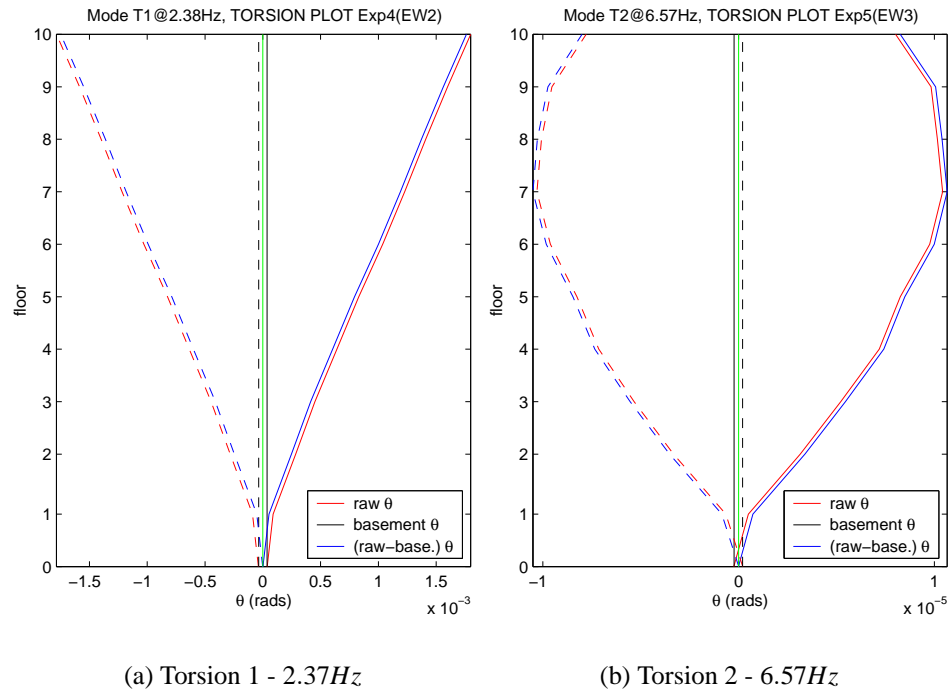 Mode T1@2.38Hz, TORSION PLOT Exp4(EW2)
10
9
8
7
6
5
4
3
2
1
0
floor
raw θ
basement θ
(raw−base.) θ
−1.5 −1 −0.5 0 0.5 1 1.5
θ (rads)
x 10⁻³
(a) Torsion 1 - 2.37Hz
Mode T2@6.57Hz, TORSION PLOT Exp5(EW3)
10
9
8
7
6
5
4
3
2
1
0
floor
raw θ
basement θ
(raw−base.) θ
−1 0 1
θ (rads)
x 10⁻⁵
(b) Torsion 2 - 6.57Hz